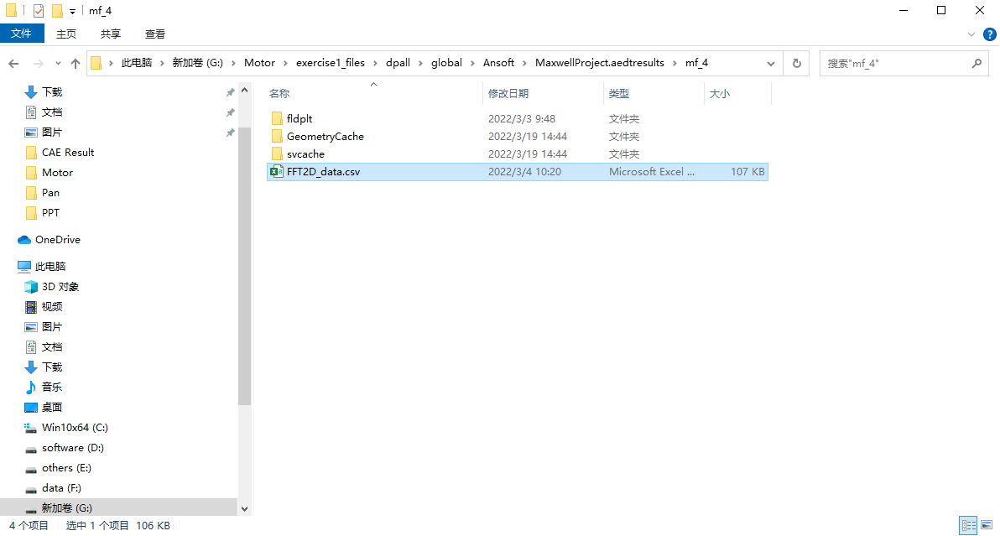 mf_4
文件 主页 共享 查看
此电脑 新加卷 (G:) Motor exercise1_files dpall global Ansoft MaxwellProject.aedtresults mf_4 搜索"mf_4"
下载
文档
图片
CAE Result
Motor
Pan
PPT
OneDrive
此电脑
3D 对象
视频
图片
文档
下载
音乐
桌面
Win10x64 (C:)
software (D:)
others (E:)
data (F:)
新加卷 (G:)
名称 修改日期 类型 大小
fldplt 2022/3/3 9:48 文件夹
GeometryCache 2022/3/19 14:44 文件夹
svcache 2022/3/19 14:44 文件夹
FFT2D_data.csv 2022/3/4 10:20 Microsoft Excel ... 107 KB
4 个项目 选中 1 个项目 106 KB